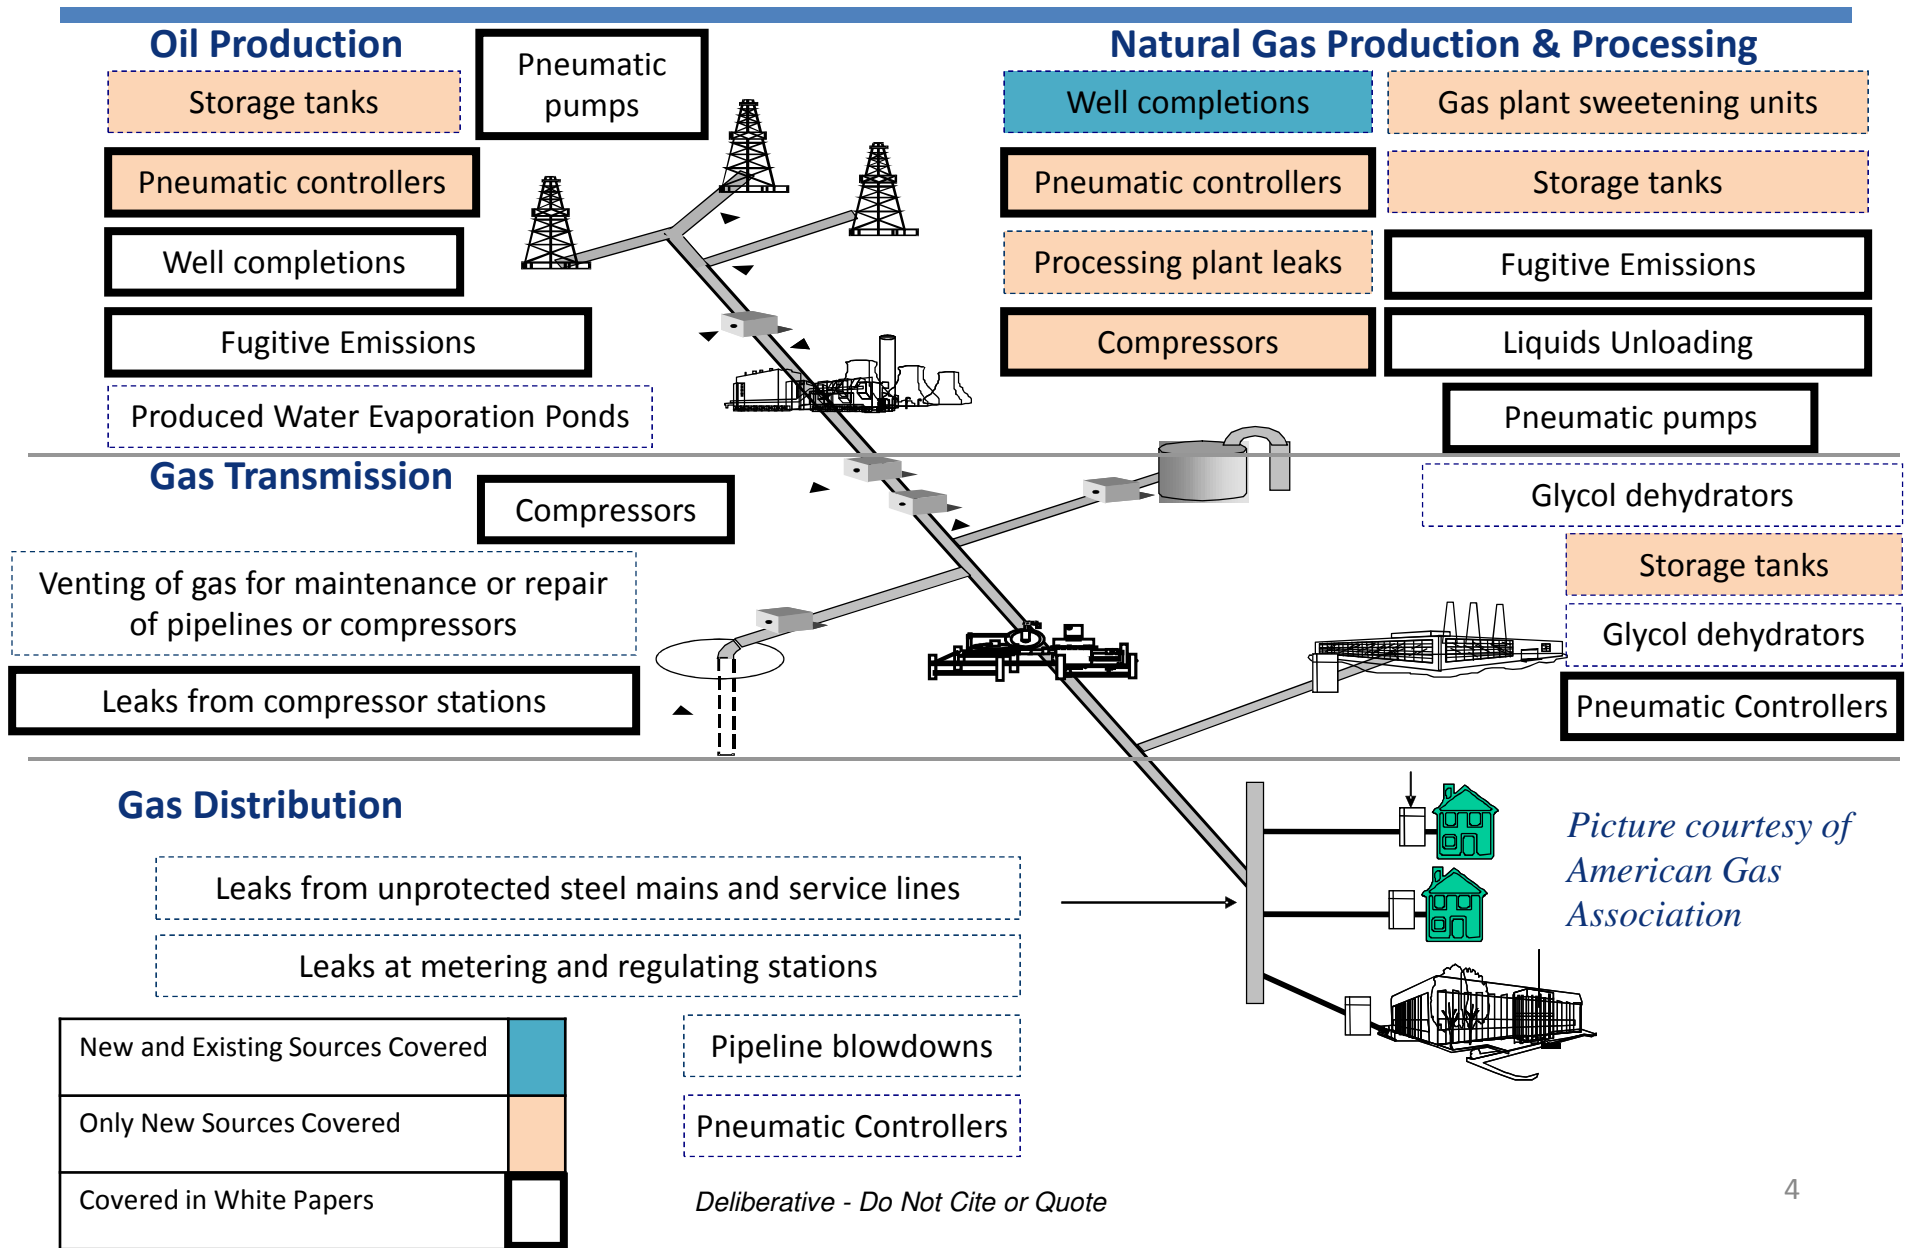 Oil Production
Storage tanks
Pneumatic
pumps
Pneumatic controllers
Well completions
Fugitive Emissions
Produced Water Evaporation Ponds
Natural Gas Production & Processing
Well completions
Gas plant sweetening units
Pneumatic controllers
Storage tanks
Processing plant leaks
Fugitive Emissions
Compressors
Liquids Unloading
Pneumatic pumps
Gas Transmission
Compressors
Venting of gas for maintenance or repair
of pipelines or compressors
Leaks from compressor stations
Glycol dehydrators
Storage tanks
Glycol dehydrators
Pneumatic Controllers
Gas Distribution
Leaks from unprotected steel mains and service lines
Leaks at metering and regulating stations
Pipeline blowdowns
Pneumatic Controllers
Picture courtesy of
American Gas
Association
New and Existing Sources Covered
Only New Sources Covered
Covered in White Papers
Deliberative - Do Not Cite or Quote
4